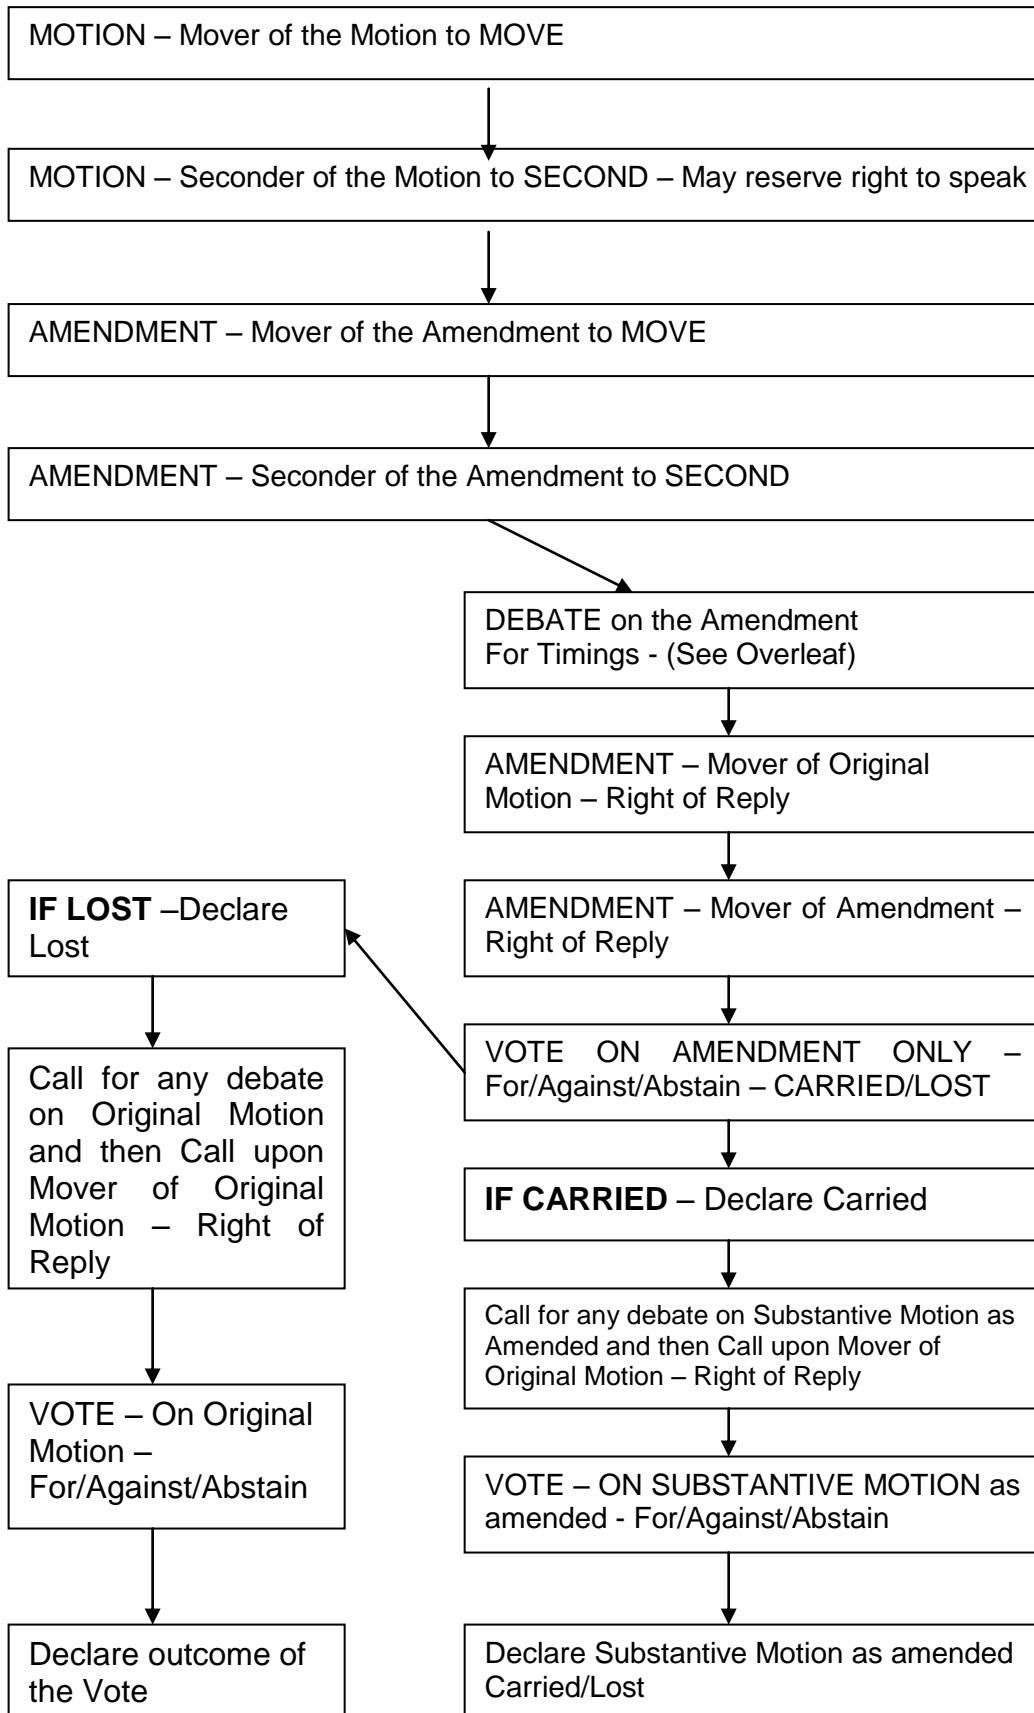 MOTION – Mover of the Motion to MOVE
MOTION – Seconder of the Motion to SECOND – May reserve right to speak
AMENDMENT – Mover of the Amendment to MOVE
AMENDMENT – Seconder of the Amendment to SECOND
DEBATE on the Amendment
For Timings - (See Overleaf)
AMENDMENT – Mover of Original
Motion – Right of Reply
AMENDMENT – Mover of Amendment –
Right of Reply
VOTE ON AMENDMENT ONLY –
For/Against/Abstain – CARRIED/LOST
IF LOST –Declare
Lost
Call for any debate
on Original Motion
and then Call upon
Mover of Original
Motion – Right of
Reply
VOTE – On Original
Motion –
For/Against/Abstain
Declare outcome of
the Vote
IF CARRIED – Declare Carried
Call for any debate on Substantive Motion as
Amended and then Call upon Mover of
Original Motion – Right of Reply
VOTE – ON SUBSTANTIVE MOTION as
amended - For/Against/Abstain
Declare Substantive Motion as amended
Carried/Lost